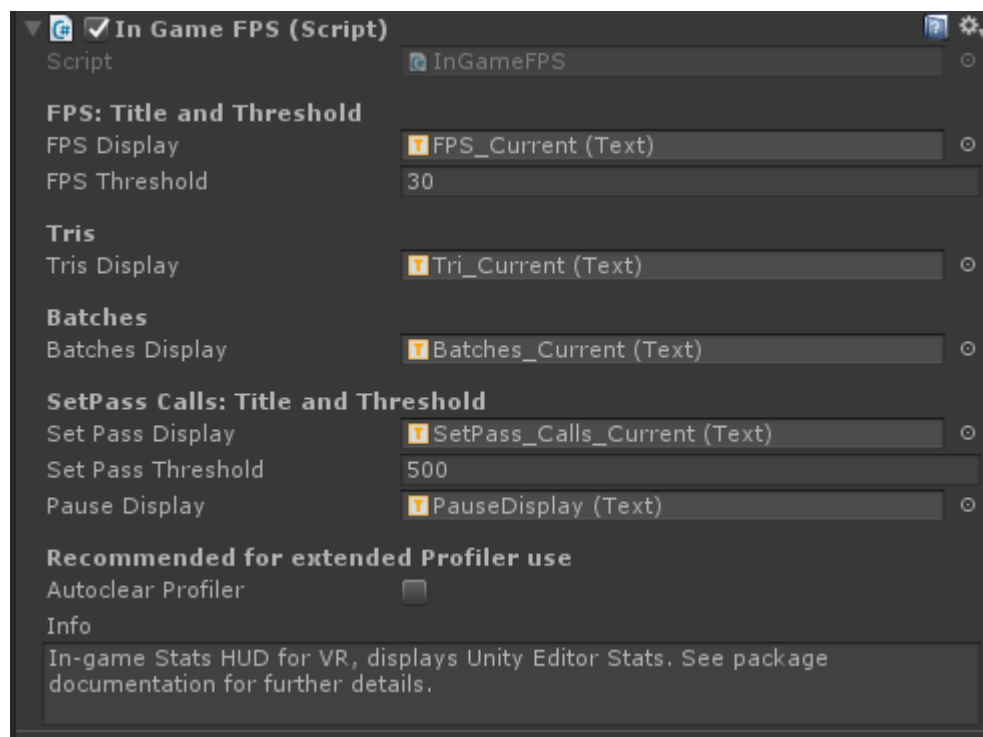 In Game FPS (Script)
Script InGameFPS
FPS: Title and Threshold
FPS Display FPS_Current (Text)
FPS Threshold 30
Tris
Tris Display Tri_Current (Text)
Batches
Batches Display Batches_Current (Text)
SetPass Calls: Title and Threshold
Set Pass Display SetPass_Calls_Current (Text)
Set Pass Threshold 500
Pause Display PauseDisplay (Text)
Recommended for extended Profiler use
Autoclear Profiler
Info
In-game Stats HUD for VR, displays Unity Editor Stats. See package
documentation for further details.